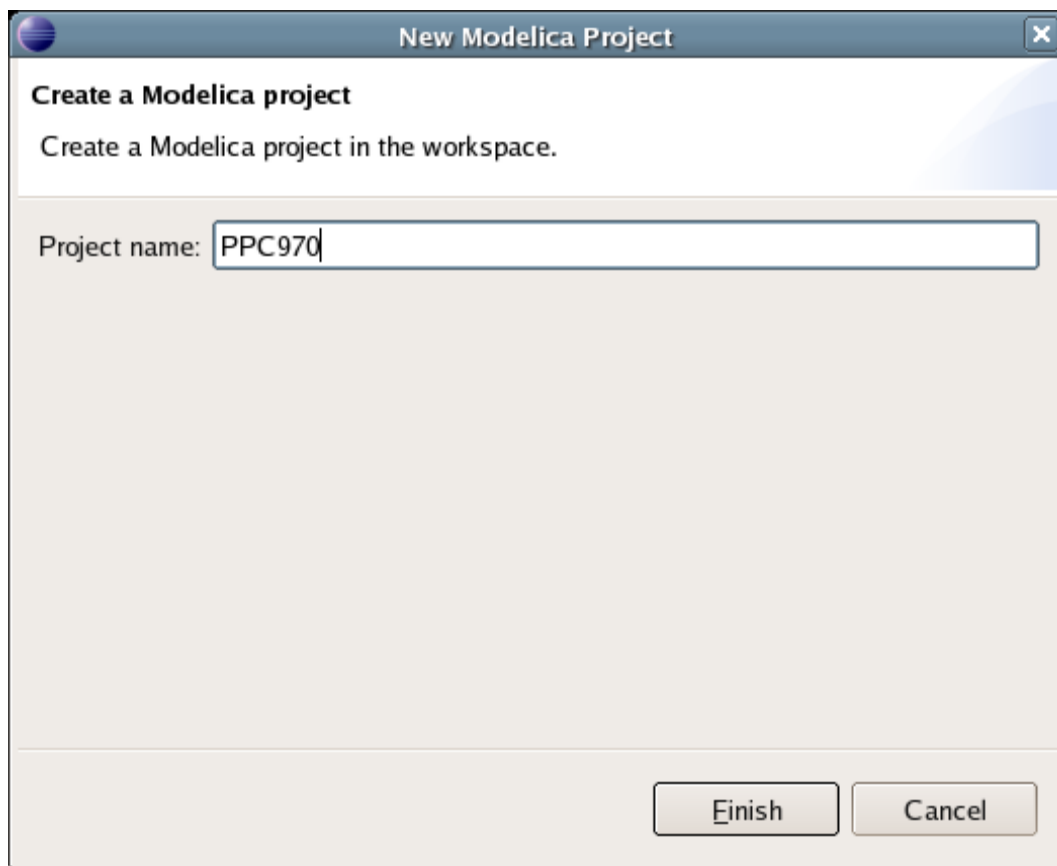 New Modelica Project
Create a Modelica project
Create a Modelica project in the workspace.
Project name: PPC970
Finish Cancel